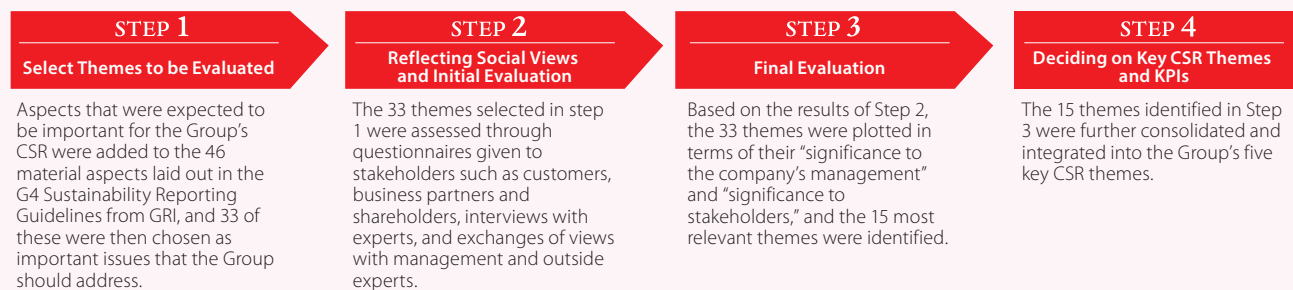 STEP 1
Select Themes to be Evaluated
Aspects that were expected to
be important for the Group's
CSR were added to the 46
material aspects laid out in the
G4 Sustainability Reporting
Guidelines from GRI, and 33 of
these were then chosen as
important issues that the Group
should address.
STEP 2
Reflecting Social Views
and Initial Evaluation
The 33 themes selected in step
1 were assessed through
questionnaires given to
stakeholders such as customers,
business partners and
shareholders, interviews with
experts, and exchanges of views
with management and outside
experts.
STEP 3
Final Evaluation
Based on the results of Step 2,
the 33 themes were plotted in
terms of their “significance to
the company’s management”
and “significance to
stakeholders,” and the 15 most
relevant themes were identified.
STEP 4
Deciding on Key CSR Themes
and KPIs
The 15 themes identified in Step
3 were further consolidated and
integrated into the Group’s five
key CSR themes.